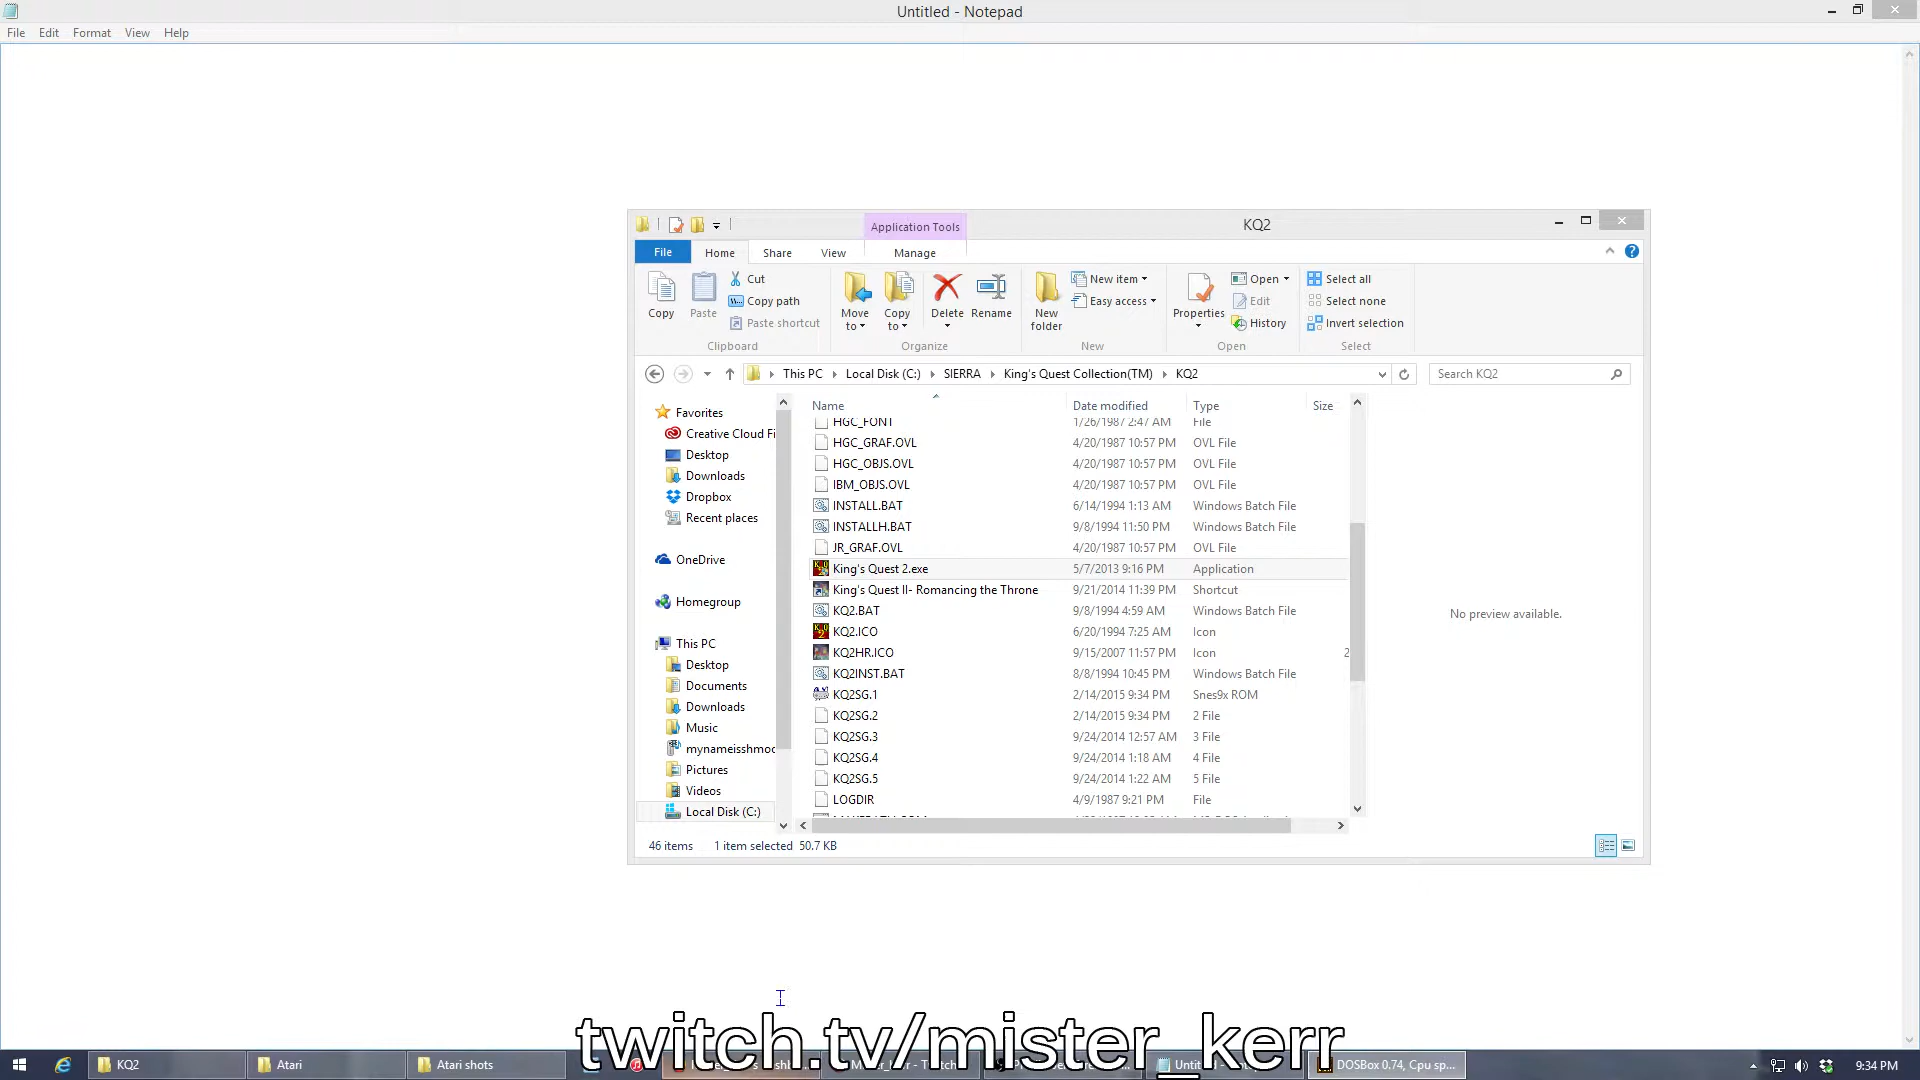 Untitled - Notepad
File Edit Format View Help
Application Tools
KQ2
File Home Share View Manage
Copy
Paste
Cut
Copy path
Paste shortcut
Clipboard
Move to
Copy to
Delete
Rename
Organize
New folder
New item
Easy access
New
Properties
Open
Edit
History
Open
Select all
Select none
Invert selection
Select
This PC Local Disk (C:) SIERRA King's Quest Collection(TM) KQ2
Search KQ2
Favorites
Creative Cloud Fi
Desktop
Downloads
Dropbox
Recent places
OneDrive
Homegroup
This PC
Desktop
Documents
Downloads
Music
mynameisshmoo
Pictures
Videos
Local Disk (C:)
Name Date modified Type Size
HGC_FONT 1/26/1987 2:47 AM File
HGC_GRAF.OVL 4/20/1987 10:57 PM OVL File
HGC_OBJS.OVL 4/20/1987 10:57 PM OVL File
IBM_OBJS.OVL 4/20/1987 10:57 PM OVL File
INSTALL.BAT 6/14/1994 1:13 AM Windows Batch File
INSTALLH.BAT 9/8/1994 11:50 PM Windows Batch File
JR_GRAF.OVL 4/20/1987 10:57 PM OVL File
King's Quest 2.exe 5/7/2013 9:16 PM Application
King's Quest II- Romancing the Throne 9/21/2014 11:39 PM Shortcut
KQ2.BAT 9/8/1994 4:59 AM Windows Batch File
KQ2.ICO 6/20/1994 7:25 AM Icon
KQ2HR.ICO 9/15/2007 11:57 PM Icon 2
KQ2INST.BAT 8/8/1994 10:45 PM Windows Batch File
KQ2SG.1 2/14/2015 9:34 PM Snes9x ROM
KQ2SG.2 2/14/2015 9:34 PM 2 File
KQ2SG.3 9/24/2014 12:57 AM 3 File
KQ2SG.4 9/24/2014 1:18 AM 4 File
KQ2SG.5 9/24/2014 1:22 AM 5 File
LOGDIR 4/9/1987 9:21 PM File
No preview available.
46 items 1 item selected 50.7 KB
twitch.tv/mister_kerr
KQ2
Atari
Atari shots
DOSBox 0.74, Cpu sp...
9:34 PM